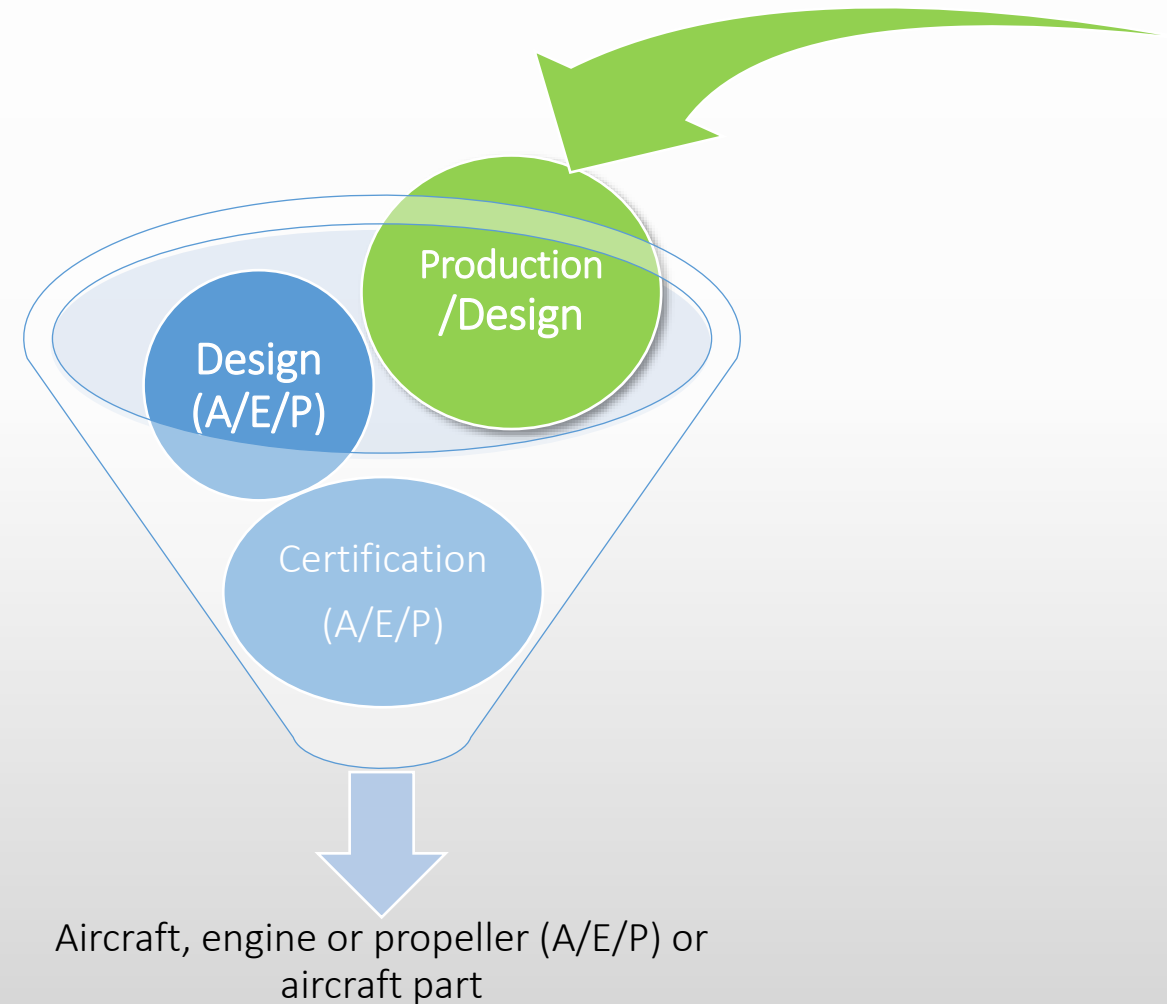 Production
/Design
Design
(A/E/P)
Certification
(A/E/P)
Aircraft, engine or propeller (A/E/P) or
aircraft part